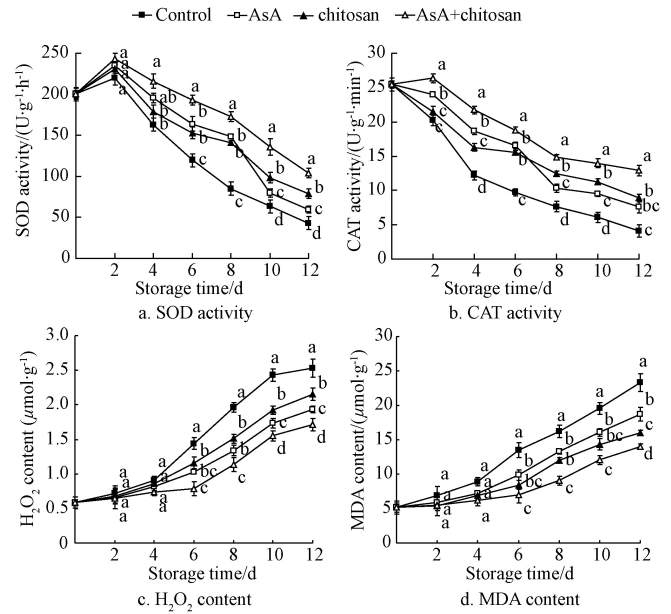 Control AsA chitosan AsA+chitosan
SOD activity/(U·g⁻¹·h⁻¹)
250
200
150
100
50
0
a a a a
a ab ab b
a b b c
a b b c
a b c d
a b c d
2 4 6 8 10 12
Storage time/d
a. SOD activity
CAT activity/(U·g⁻¹·min⁻¹)
30
25
20
15
10
5
0
a b c c
a b c d
a b b c
a b c d
a b c d
a b bc c
2 4 6 8 10 12
Storage time/d
b. CAT activity
H₂O₂ content (μmol·g⁻¹)
3.0
2.5
2.0
1.5
1.0
0.5
0
a a a a
a a a a
a b bc c
a b b c
a b c d
a b c d
2 4 6 8 10 12
Storage time/d
c. H₂O₂ content
MDA content/(μmol·g⁻¹)
30
25
20
15
10
5
0
a a a a
a a a a
a b bc c
a b b c
a b bc c
a b c d
2 4 6 8 10 12
Storage time/d
d. MDA content